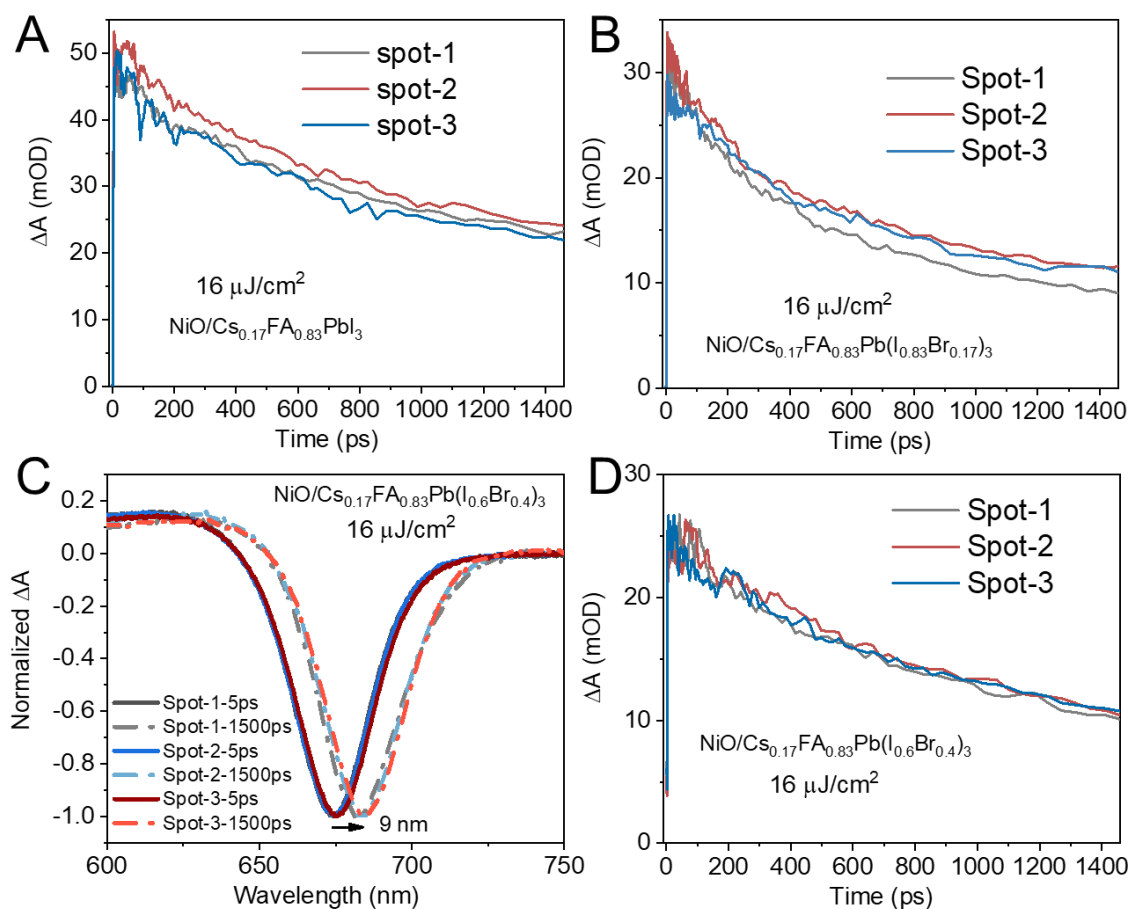 A
ΔA (mOD)
50
40
30
20
10
0
spot-1
spot-2
spot-3
16 μJ/cm²
NiO/Cs₀.₁₇FA₀.₈₃PbI₃
0 200 400 600 800 1000 1200 1400
Time (ps)
B
ΔA (mOD)
30
20
10
0
Spot-1
Spot-2
Spot-3
16 μJ/cm²
NiO/Cs₀.₁₇FA₀.₈₃Pb(I₀.₈₃Br₀.₁₇)₃
0 200 400 600 800 1000 1200 1400
Time (ps)
C
Normalized ΔA
0.2
0.0
-0.2
-0.4
-0.6
-0.8
-1.0
NiO/Cs₀.₁₇FA₀.₈₃Pb(I₀.₆Br₀.₄)₃
16 μJ/cm²
Spot-1-5ps
Spot-1-1500ps
Spot-2-5ps
Spot-2-1500ps
Spot-3-5ps
Spot-3-1500ps
9 nm
600 650 700 750
Wavelength (nm)
D
ΔA (mOD)
30
20
10
0
Spot-1
Spot-2
Spot-3
NiO/Cs₀.₁₇FA₀.₈₃Pb(I₀.₆Br₀.₄)₃
16 μJ/cm²
0 200 400 600 800 1000 1200 1400
Time (ps)